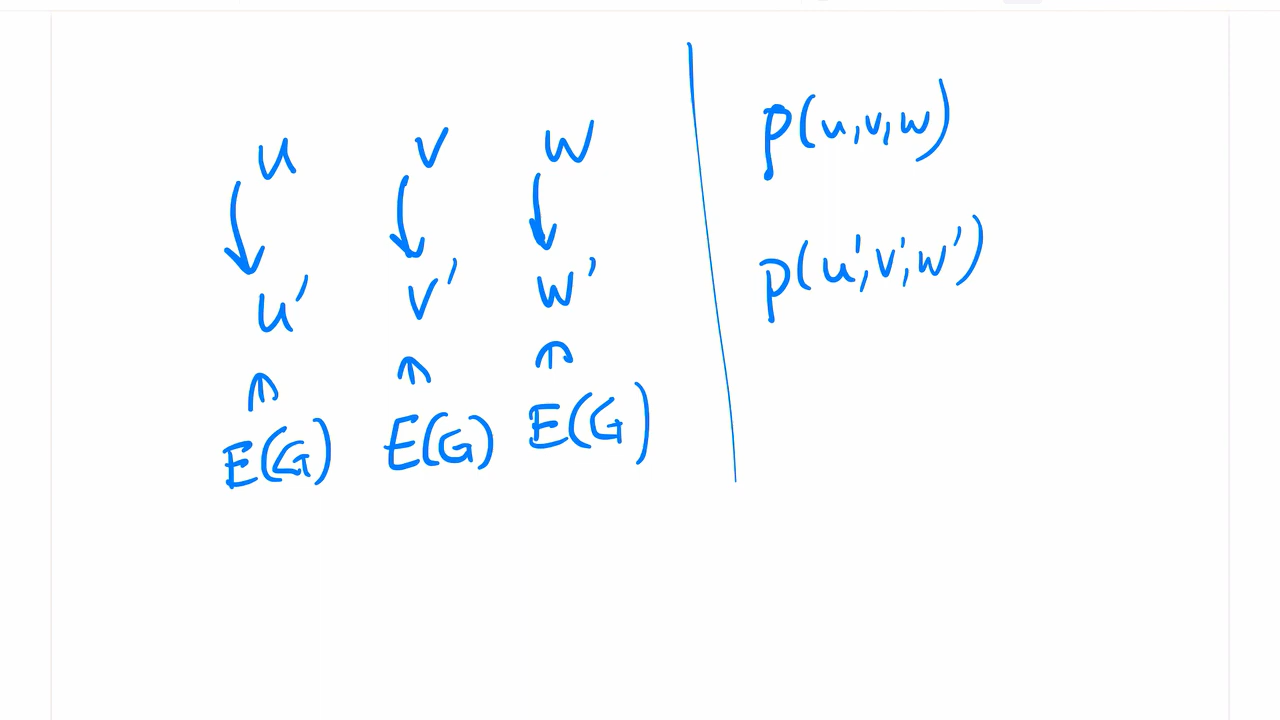 u v w
u' v' w'
E(G) E(G) E(G)
p(u,v,w)
p(u',v',w')